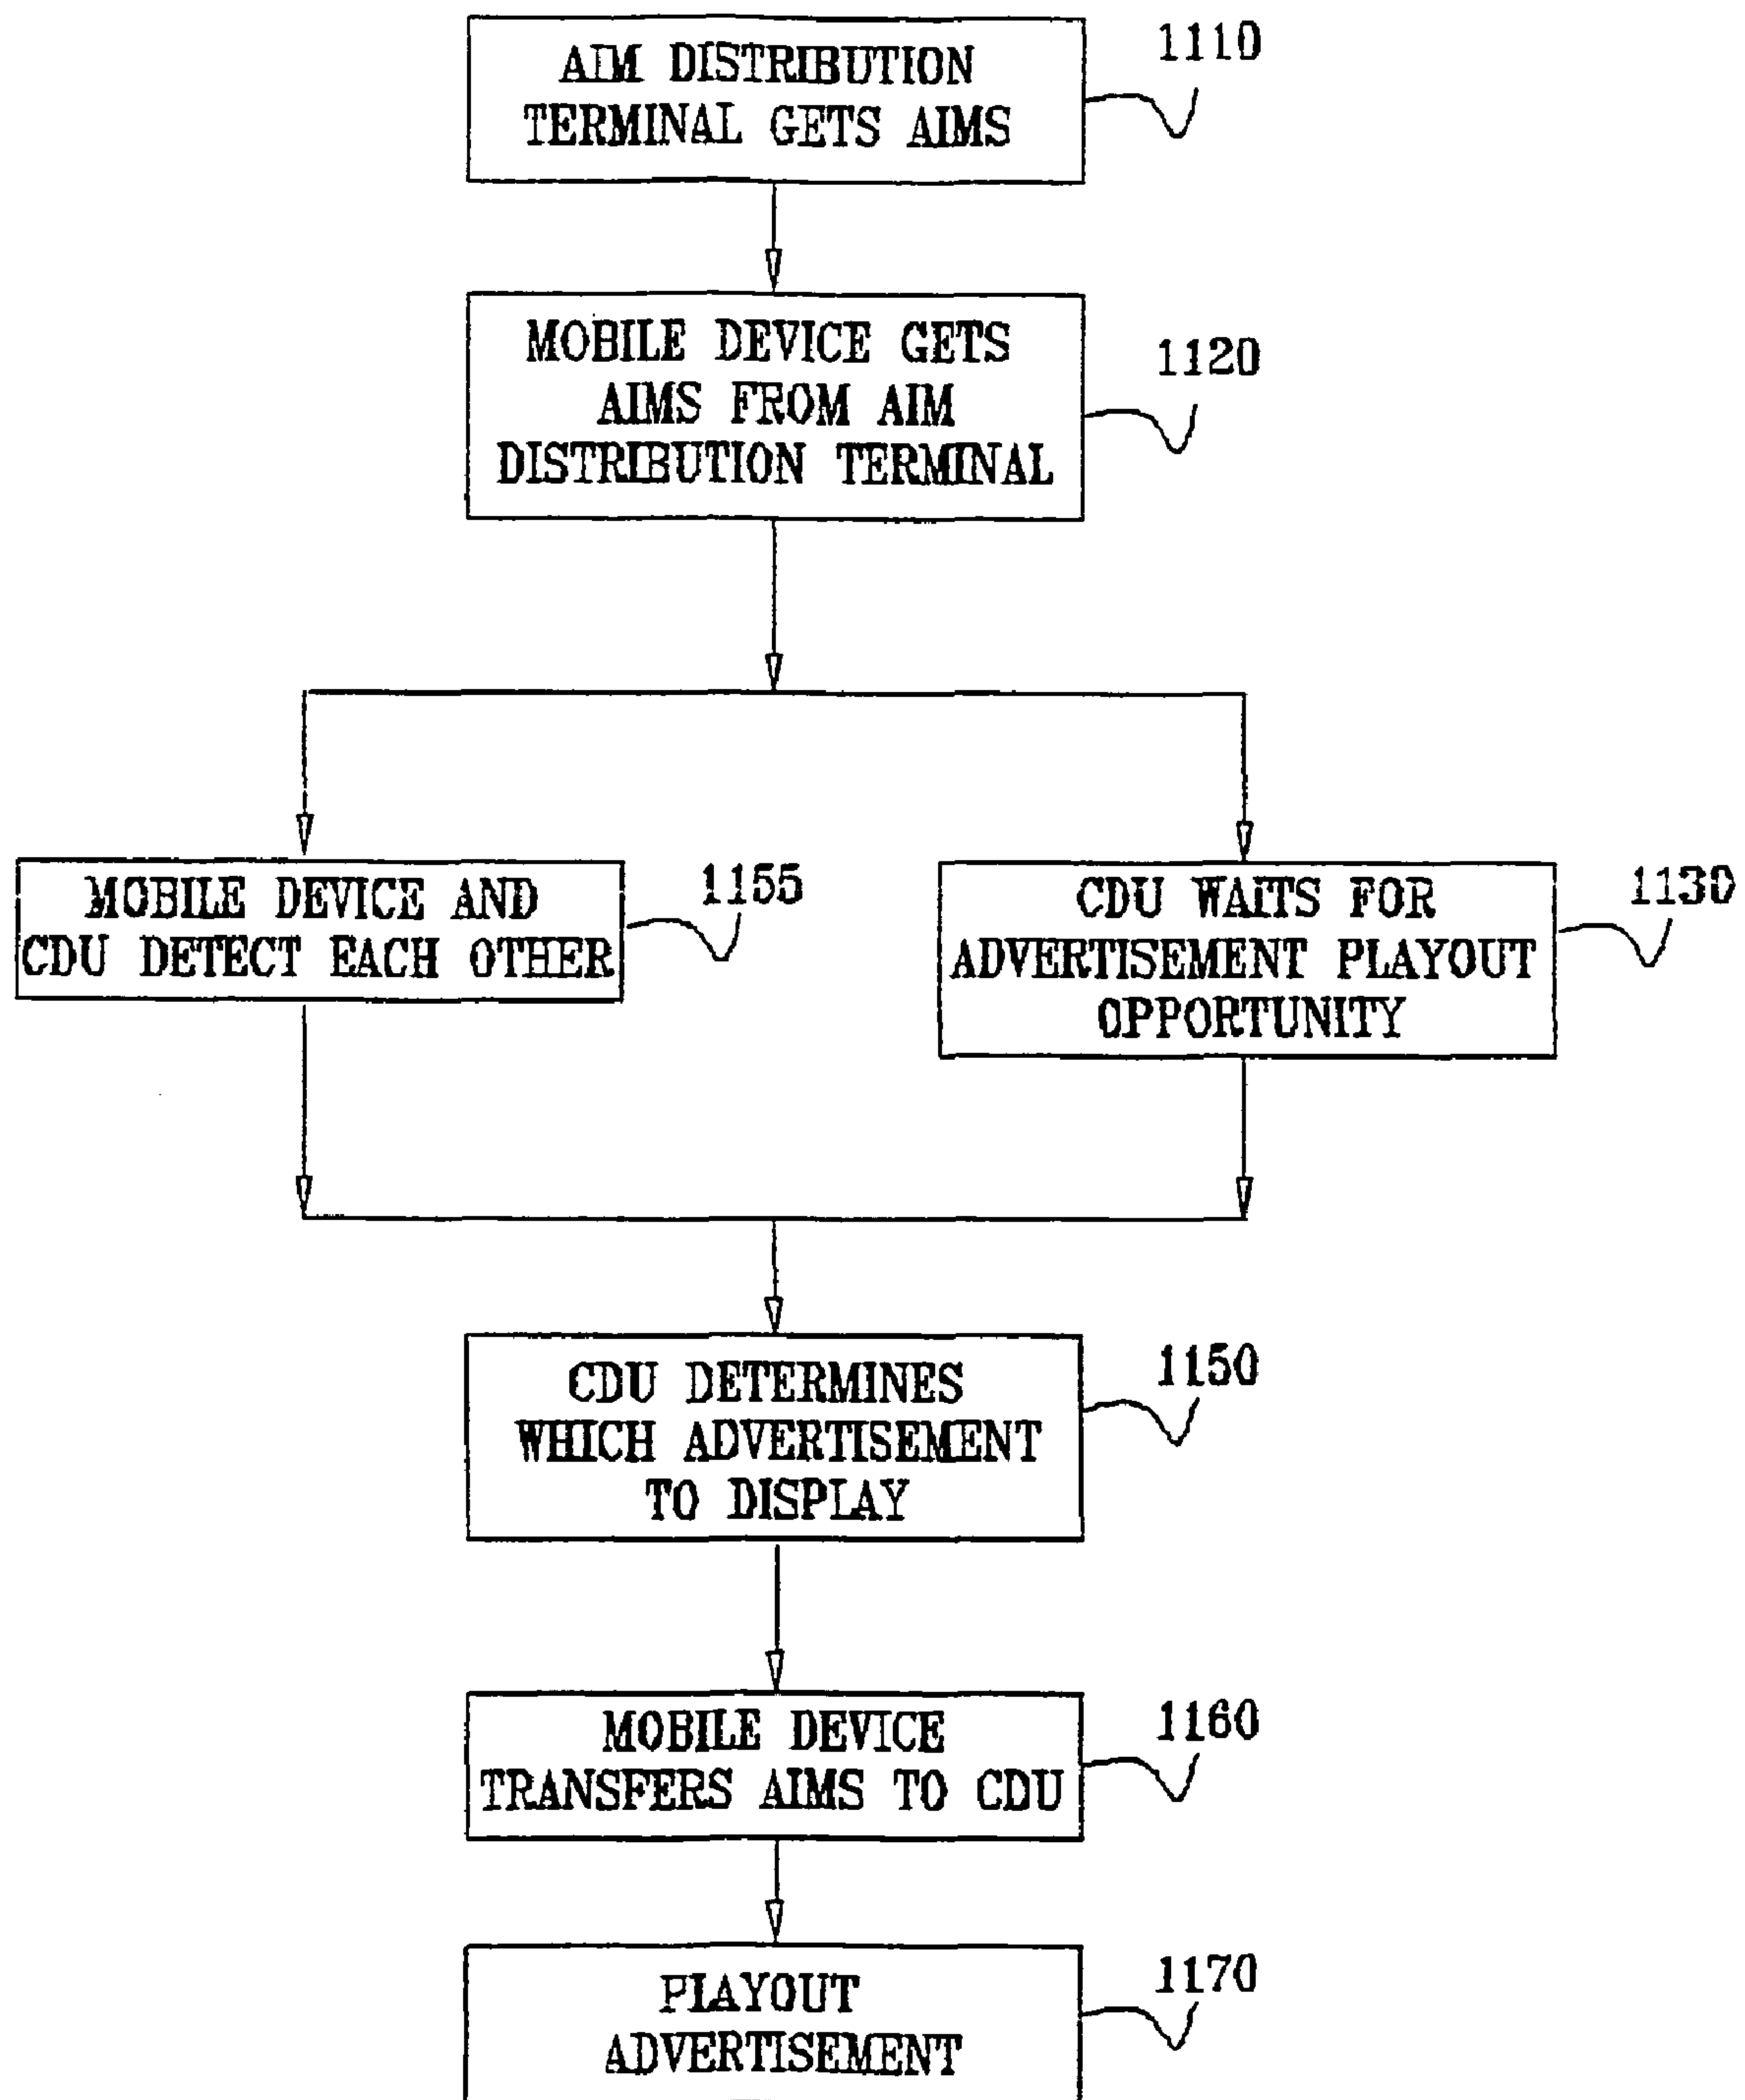 AIM DISTRIBUTION
TERMINAL GETS AIMS
1110
MOBILE DEVICE GETS
AIMS FROM AIM
DISTRIBUTION TERMINAL
1120
MOBILE DEVICE AND
CDU DETECT EACH OTHER
1155
CDU WAITS FOR
ADVERTISEMENT PLAYOUT
OPPORTUNITY
1130
CDU DETERMINES
WHICH ADVERTISEMENT
TO DISPLAY
1150
MOBILE DEVICE
TRANSFERS AIMS TO CDU
1160
PLAYOUT
ADVERTISEMENT
1170